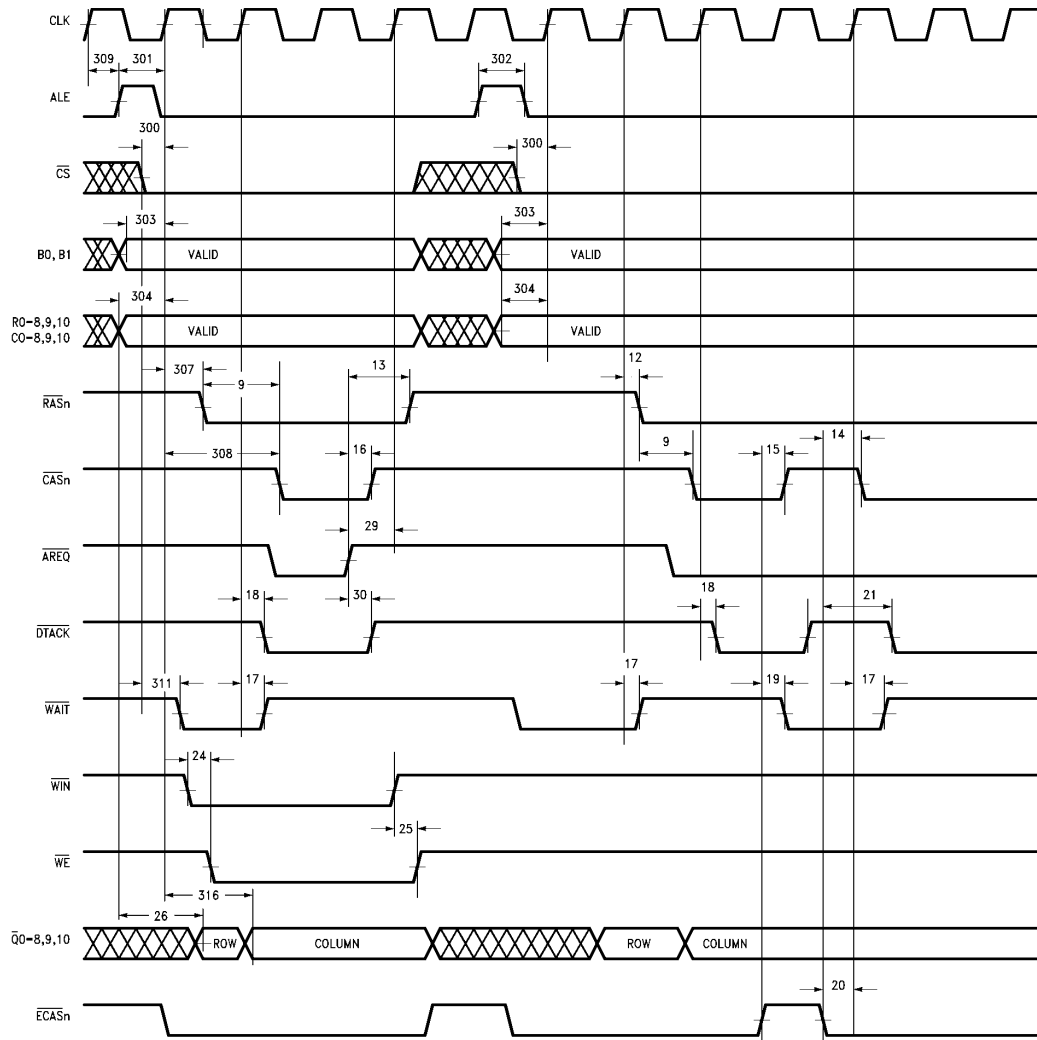 CLK
309 301 302
ALE
300 300
CS
303 303
B0, B1 VALID VALID
304 304
R0-8,9,10 VALID VALID
C0-8,9,10
307 9 13 12
RASn
308 16 9 15 14
CASn
29
AREQ
18 30 18 21
DTACK
311 17 17 19 17
WAIT
24
WIN
25
WE
316
26
Q0-8,9,10 ROW COLUMN ROW COLUMN
20
ECASn